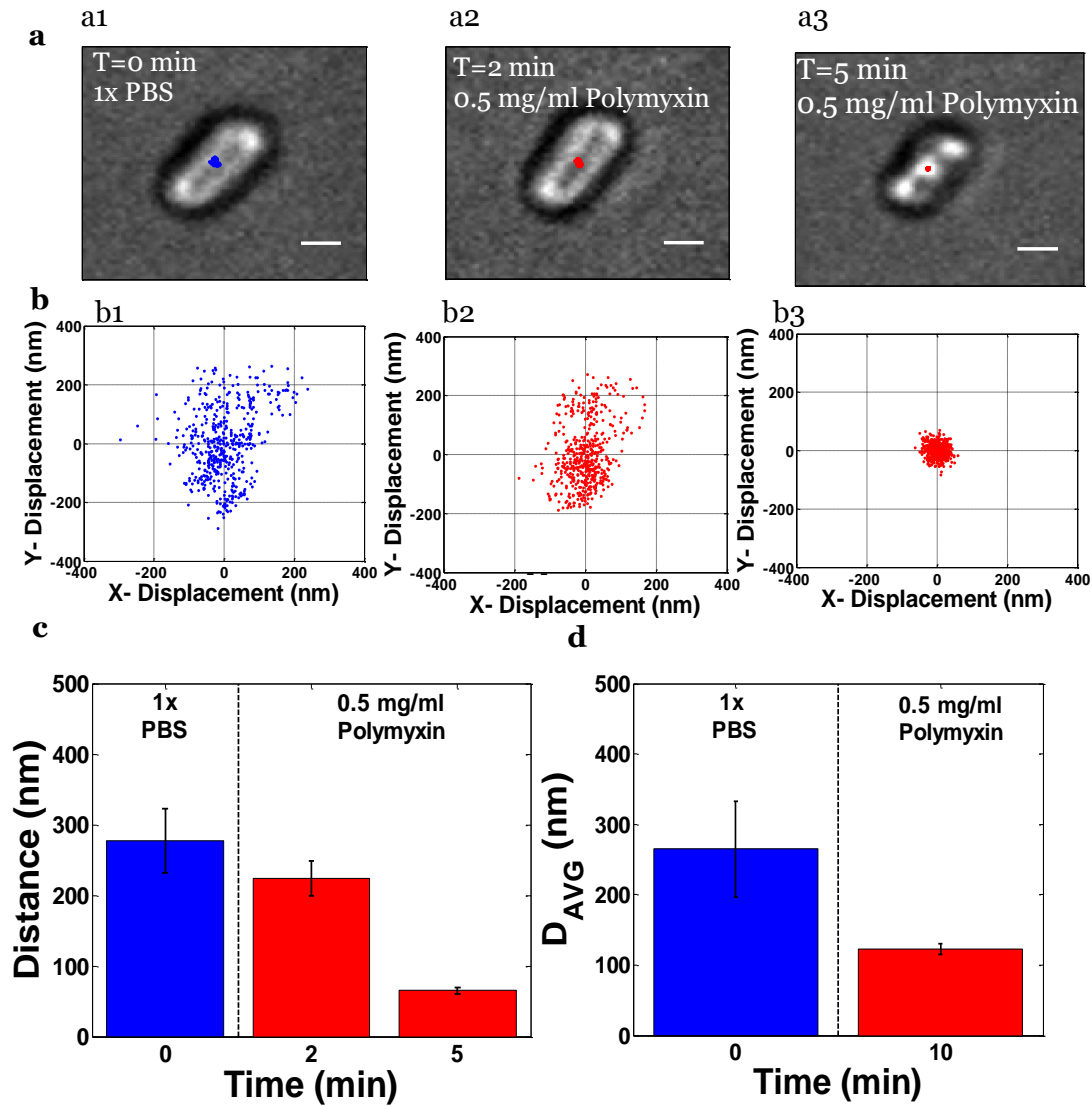 a
a1
a2
a3
T=0 min
1x PBS
T=2 min
0.5 mg/ml Polymyxin
T=5 min
0.5 mg/ml Polymyxin
b
b1
b2
b3
Y- Displacement (nm)
400
200
0
-200
-400
-400
-200
0
200
400
X- Displacement (nm)
Y- Displacement (nm)
400
200
0
-200
-400
-400
-200
0
200
400
X- Displacement (nm)
Y- Displacement (nm)
400
200
0
-200
-400
-400
-200
0
200
400
X- Displacement (nm)
c
Distance (nm)
500
400
300
200
100
0
1x
PBS
0.5 mg/ml
Polymyxin
0
2
5
Time (min)
d
D_AVG (nm)
500
400
300
200
100
0
1x
PBS
0.5 mg/ml
Polymyxin
0
10
Time (min)